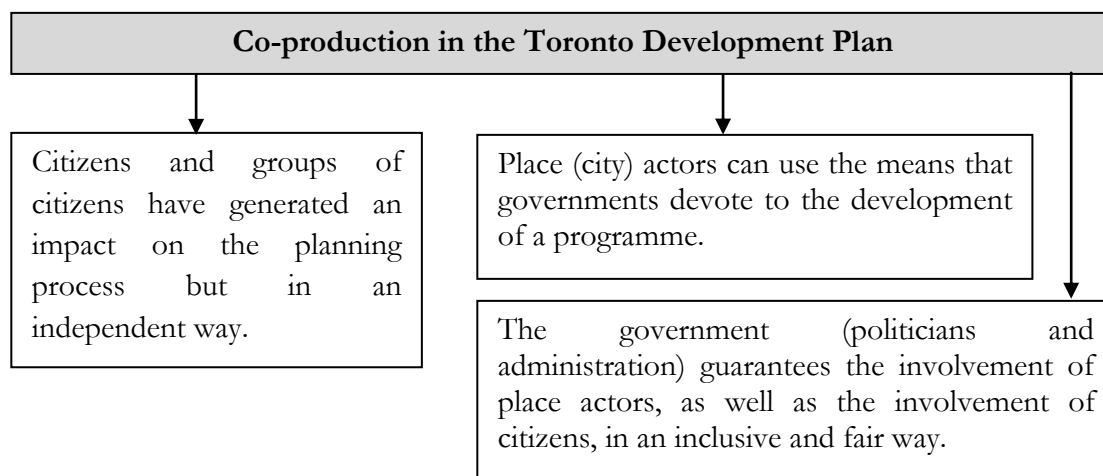 Co-production in the Toronto Development Plan
Citizens and groups of
citizens have generated an
impact on the planning
process but in an
independent way.
Place (city) actors can use the means that
governments devote to the development
of a programme.
The government (politicians and
administration) guarantees the involvement of
place actors, as well as the involvement of
citizens, in an inclusive and fair way.